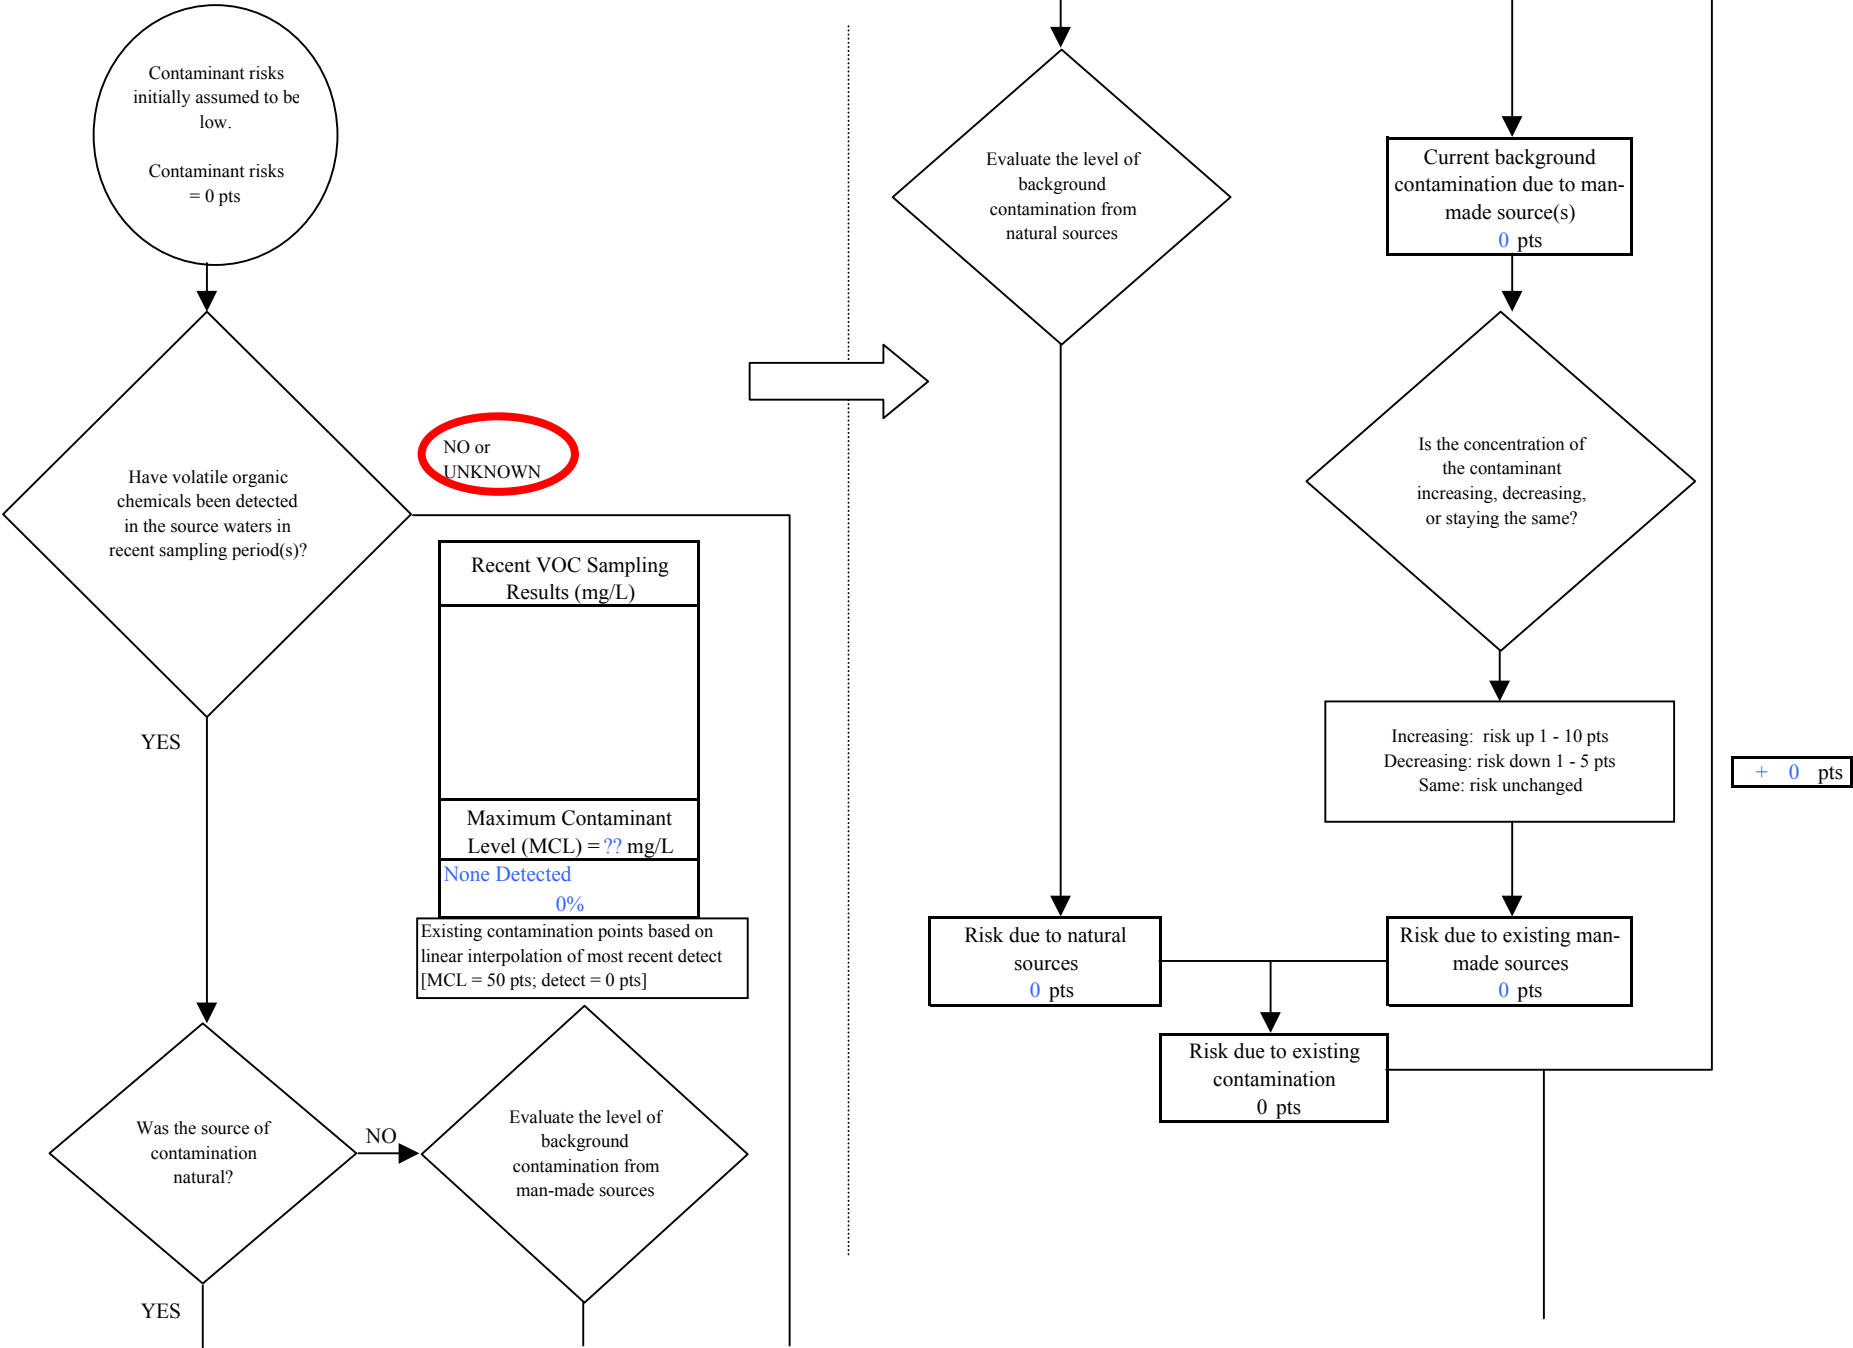 Contaminant risks
initially assumed to be
low.
Contaminant risks
= 0 pts
Have volatile organic
chemicals been detected
in the source waters in
recent sampling period(s)?
NO or
UNKNOWN
YES
Recent VOC Sampling
Results (mg/L)
Maximum Contaminant
Level (MCL) = ?? mg/L
None Detected
0%
Existing contamination points based on
linear interpolation of most recent detect
[MCL = 50 pts; detect = 0 pts]
Was the source of
contamination
natural?
NO
YES
Evaluate the level of
background
contamination from
man-made sources
Evaluate the level of
background
contamination from
natural sources
Current background
contamination due to man-
made source(s)
0 pts
Is the concentration of
the contaminant
increasing, decreasing,
or staying the same?
Increasing: risk up 1 - 10 pts
Decreasing: risk down 1 - 5 pts
Same: risk unchanged
+ 0 pts
Risk due to natural
sources
0 pts
Risk due to existing man-
made sources
0 pts
Risk due to existing
contamination
0 pts